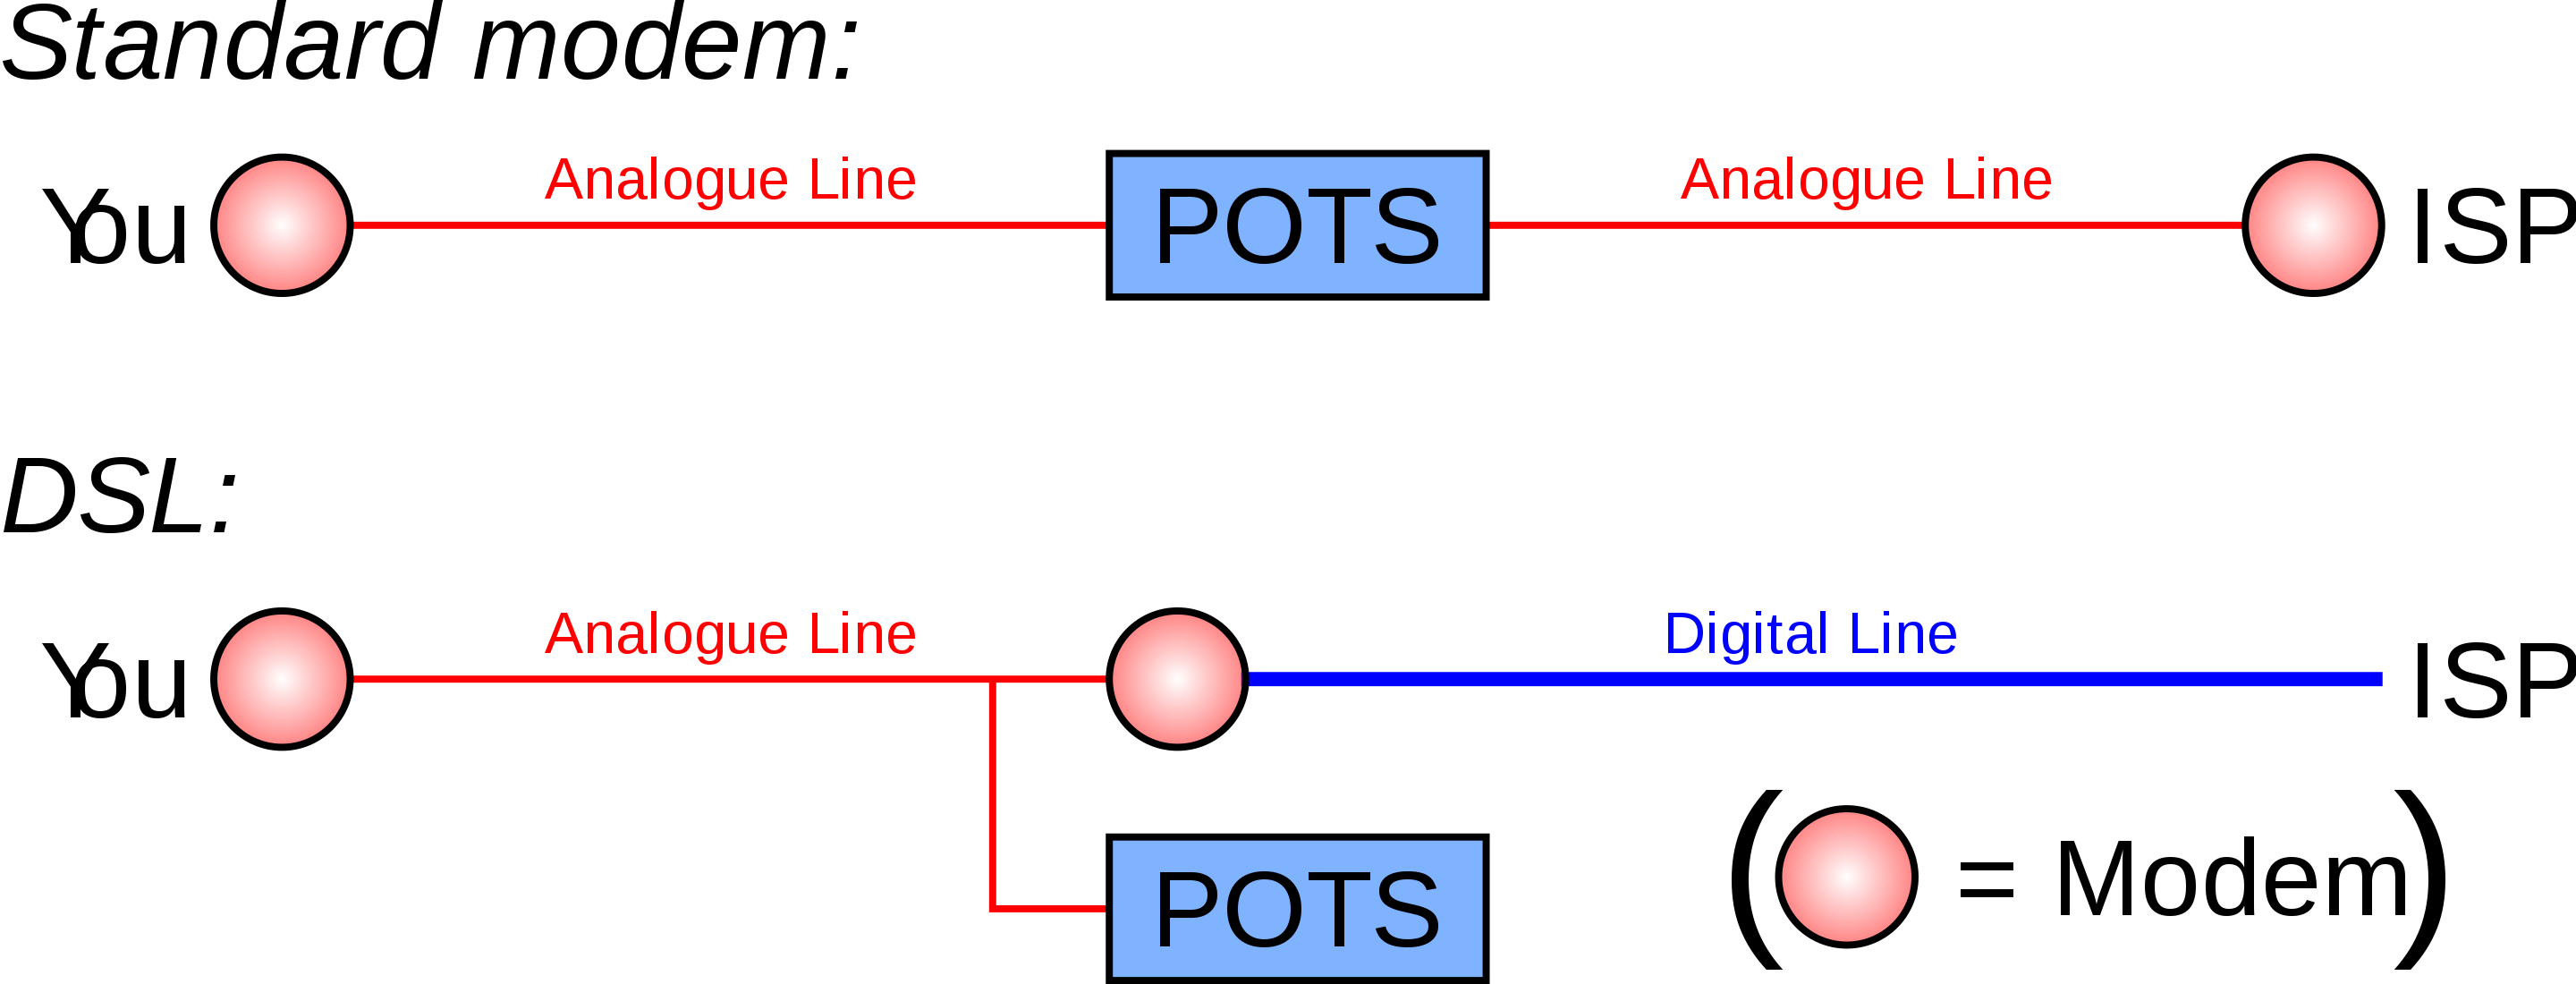 Standard modem:
You Analogue Line POTS Analogue Line ISP
DSL:
You Analogue Line Digital Line ISP
POTS ( = Modem)